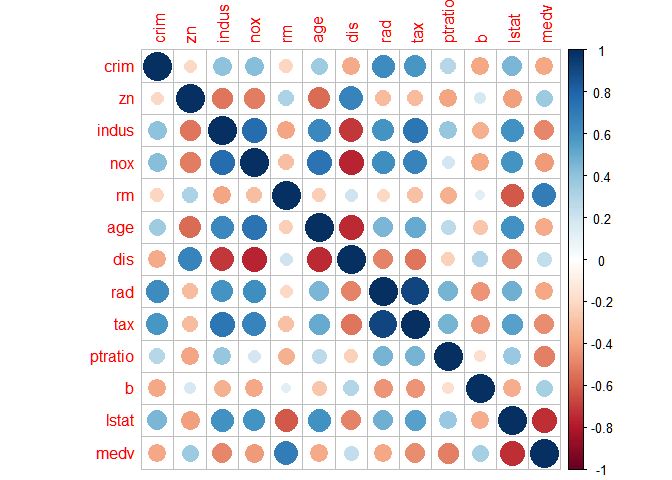 crim zn indus nox rm age dis rad tax ptratio b lstat medv
crim
zn
indus
nox
rm
age
dis
rad
tax
ptratio
b
lstat
medv
1
0.8
0.6
0.4
0.2
0
-0.2
-0.4
-0.6
-0.8
-1